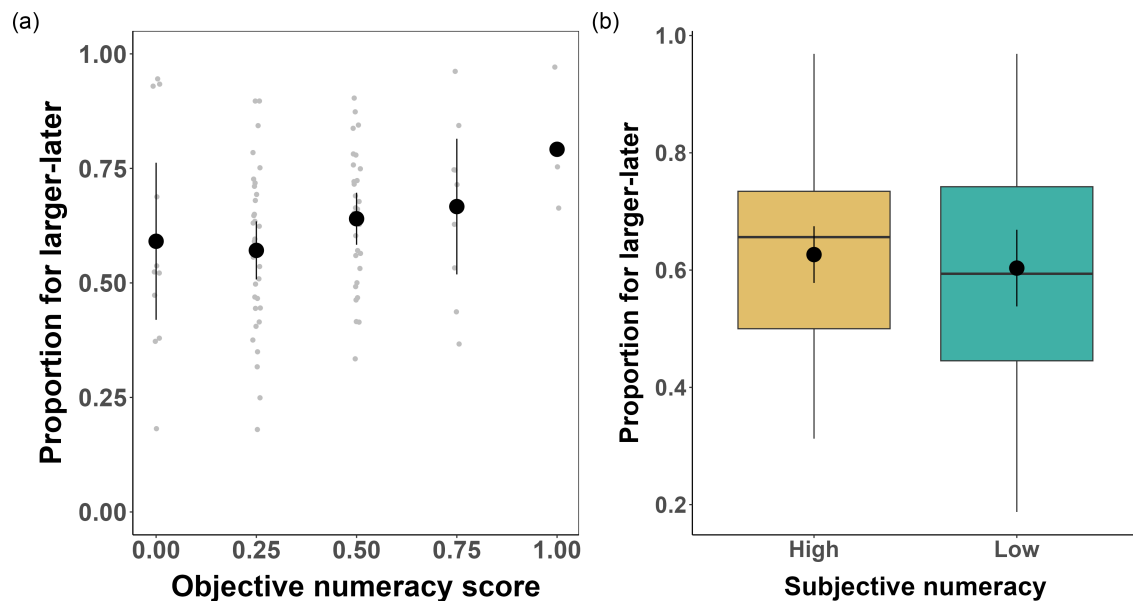 (a)
Proportion for larger-later
1.00
0.75
0.50
0.25
0.00
0.00 0.25 0.50 0.75 1.00
Objective numeracy score
(b)
Proportion for larger-later
1.0
0.8
0.6
0.4
0.2
High Low
Subjective numeracy